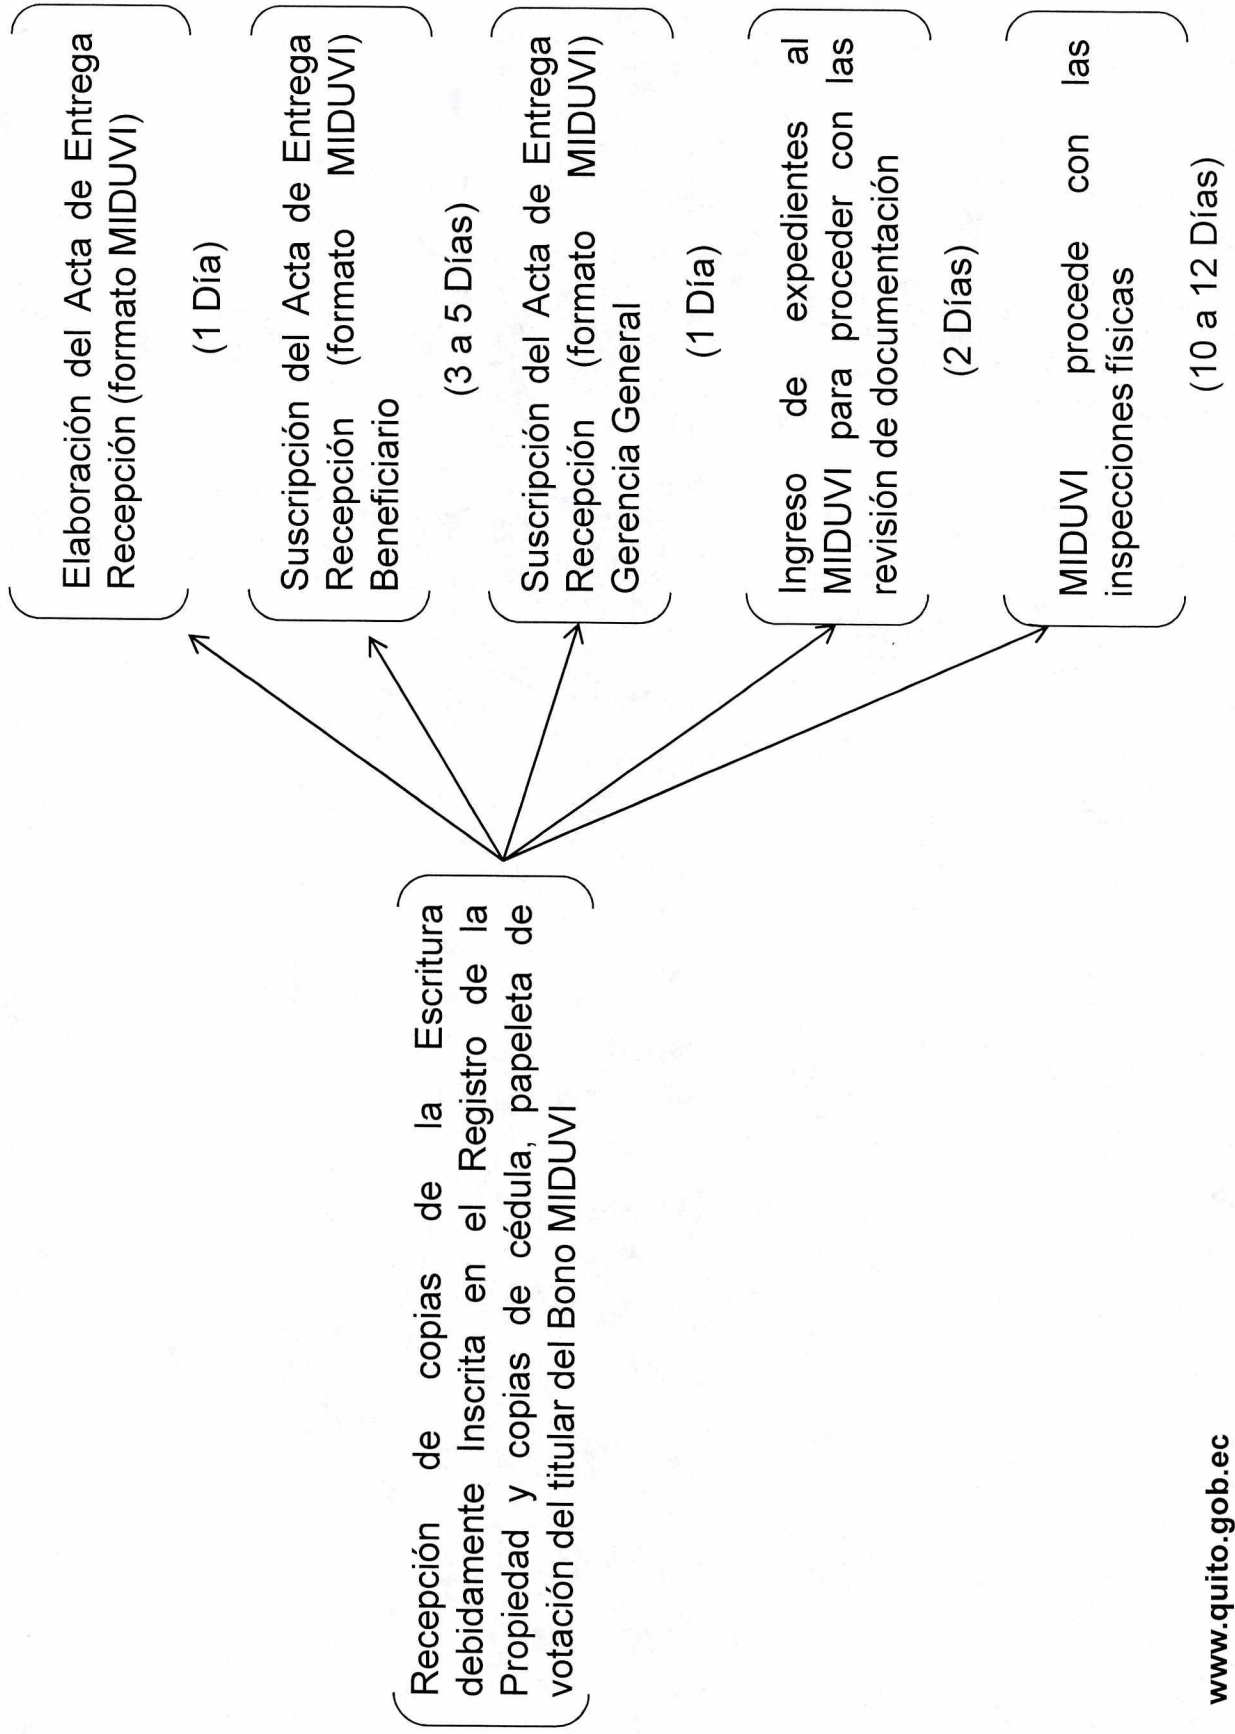 Recepción de copias de la Escritura
debidamente Inscrita en el Registro de la
Propiedad y copias de cédula, papeleta de
votación del titular del Bono MIDUVI
Elaboración del Acta de Entrega
Recepción (formato MIDUVI)
(1 Día)
Suscripción del Acta de Entrega
Recepción (formato MIDUVI)
Beneficiario
(3 a 5 Días)
Suscripción del Acta de Entrega
Recepción (formato MIDUVI)
Gerencia General
(1 Día)
Ingreso de expedientes al
MIDUVI para proceder con las
revisión de documentación
(2 Días)
MIDUVI procede con las
inspecciones físicas
(10 a 12 Días)
www.quito.gob.ec